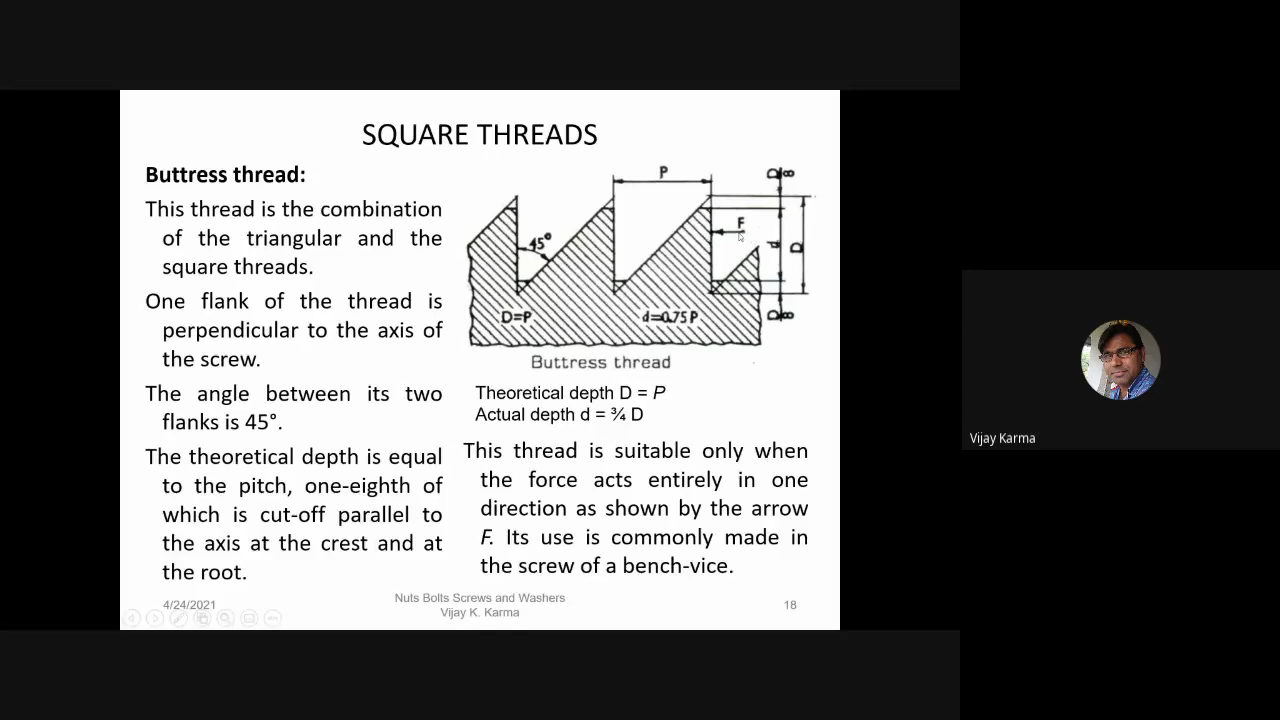 SQUARE THREADS
Buttress thread:
This thread is the combination
of the triangular and the
square threads.
One flank of the thread is
perpendicular to the axis of
the screw.
The angle between its two
flanks is 45°.
The theoretical depth is equal
to the pitch, one-eighth of
which is cut-off parallel to
the axis at the crest and at
the root.
P
D/8
F
45°
d
D
D=P
d=0.75P
D/8
Buttress thread
Theoretical depth D = P
Actual depth d = ¾ D
This thread is suitable only when
the force acts entirely in one
direction as shown by the arrow
F. Its use is commonly made in
the screw of a bench-vice.
4/24/2021
Nuts Bolts Screws and Washers
Vijay K. Karma
18
Vijay Karma